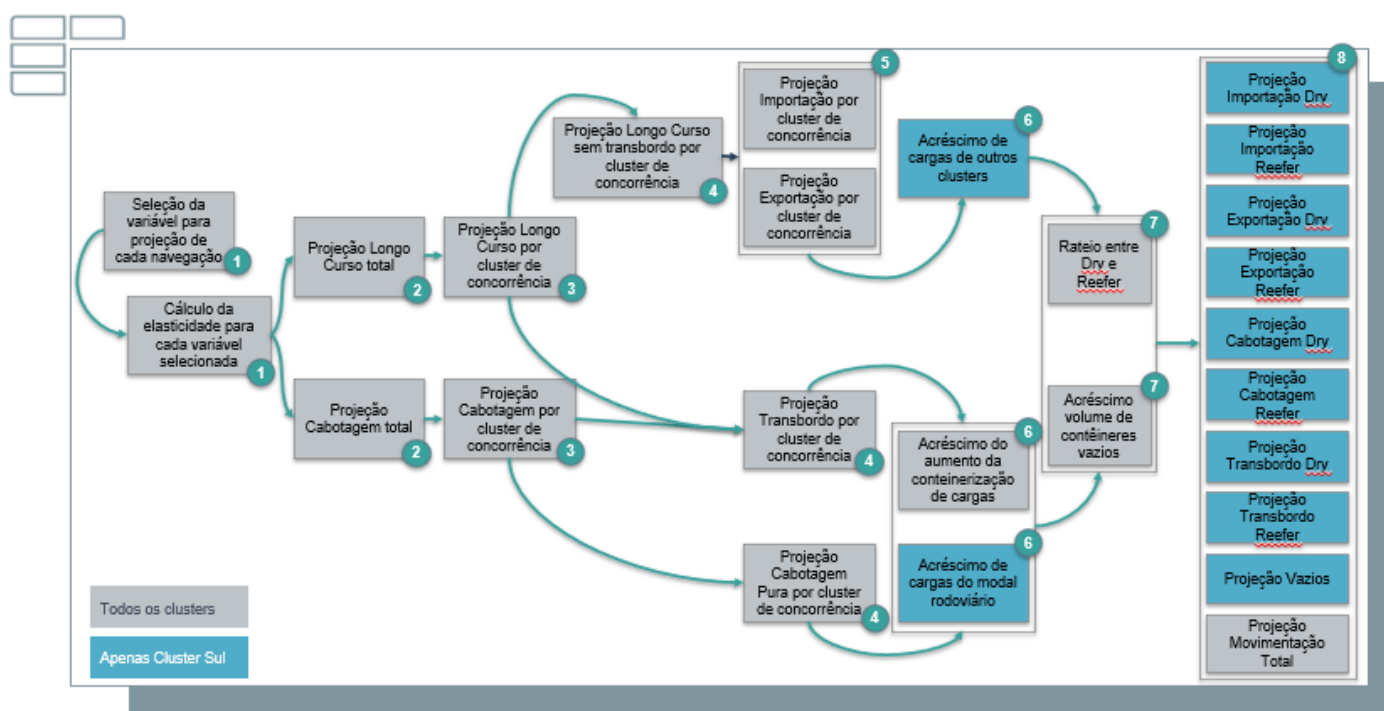 Seleção da
variável para
projeção de
cada navegação
1
Cálculo da
elasticidade para
cada variável
selecionada
1
Projeção Longo
Curso total
2
Projeção
Cabotagem total
2
Projeção Longo
Curso por
cluster de
concorrência
3
Projeção
Cabotagem por
cluster de
concorrência
3
Projeção Longo Curso
sem transbordo por
cluster de
concorrência
4
5
Projeção
Importação por
cluster de
concorrência
Projeção
Exportação por
cluster de
concorrência
Projeção
Transbordo por
cluster de
concorrência
4
Projeção
Cabotagem
Pura por cluster
de concorrência
4
6
Acréscimo de
cargas de outros
clusters
6
Acréscimo do
aumento da
conteinerização
de cargas
6
Acréscimo de
cargas do modal
rodoviário
7
Rateio entre
Dry e
Reefer
7
Acréscimo
volume de
contêineres
vazios
8
Projeção
Importação Dry
Projeção
Importação
Reefer
Projeção
Exportação Dry
Projeção
Exportação
Reefer
Projeção
Cabotagem Dry
Projeção
Cabotagem
Reefer
Projeção
Transbordo Dry
Projeção
Transbordo
Reefer
Projeção Vazios
Projeção
Movimentação
Total
Todos os clusters
Apenas Cluster Sul